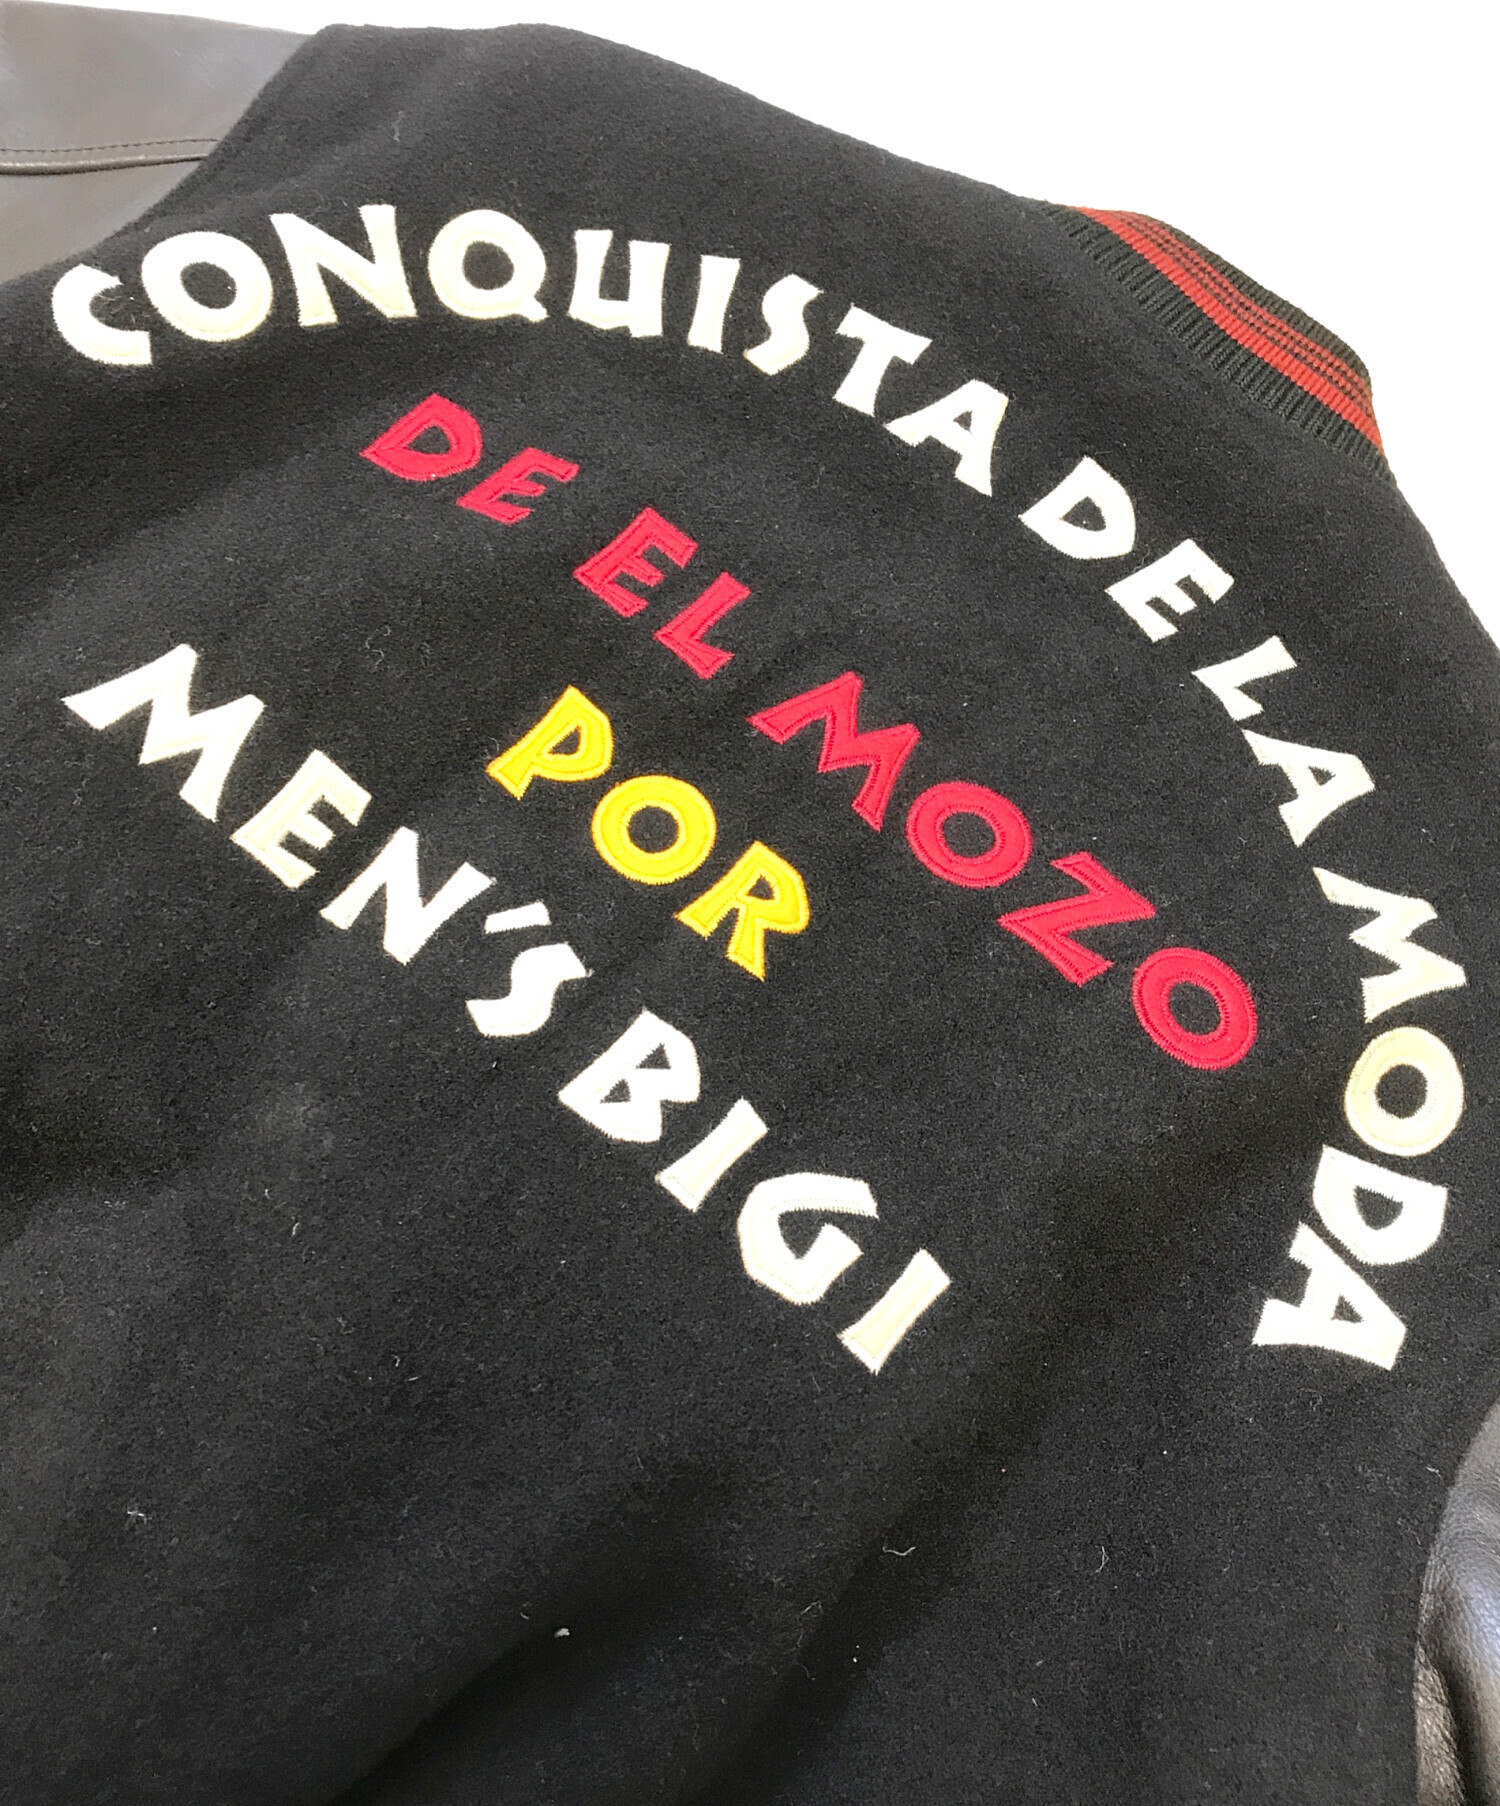 CONQUISTA DE LA MODA
DE EL MOZO
POR
MEN'S BIGI